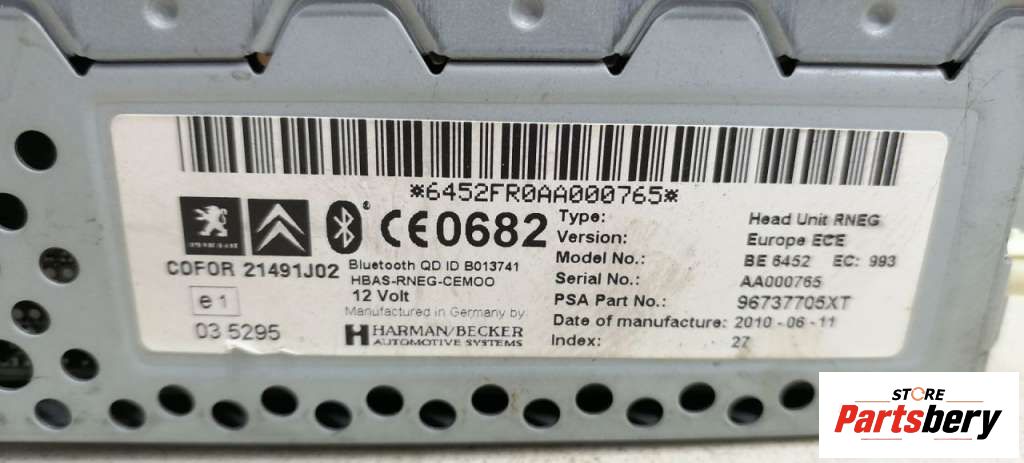 *6452FR0AA000765*
COFOR 21491J02
e1
03 5295
CE0682
Bluetooth QD ID B013741
HBAS-RNEG-CEMOO
12 Volt
Manufactured in Germany by:
HARMAN/BECKER
AUTOMOTIVE SYSTEMS
Type: Head Unit RNEG
Version: Europe ECE
Model No.: BE 6452 EC: 993
Serial No.: AA000765
PSA Part No.: 96737705XT
Date of manufacture: 2010-06-11
Index: 27
STORE
Partsbery